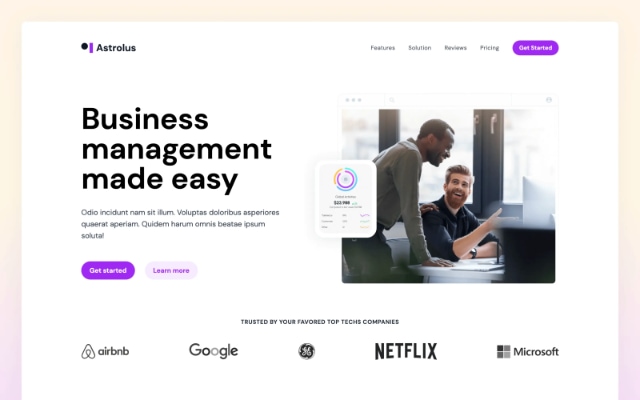 Astrolus
Features
Solution
Reviews
Pricing
Get Started
Business
management
made easy
Odio incidunt nam sit illum. Voluptas doloribus asperiores
quaerat aperiam. Quidem harum omnis beatae ipsum
soluta!
Get started
Learn more
TRUSTED BY YOUR FAVORED TOP TECHS COMPANIES
airbnb
Google
GE
NETFLIX
Microsoft